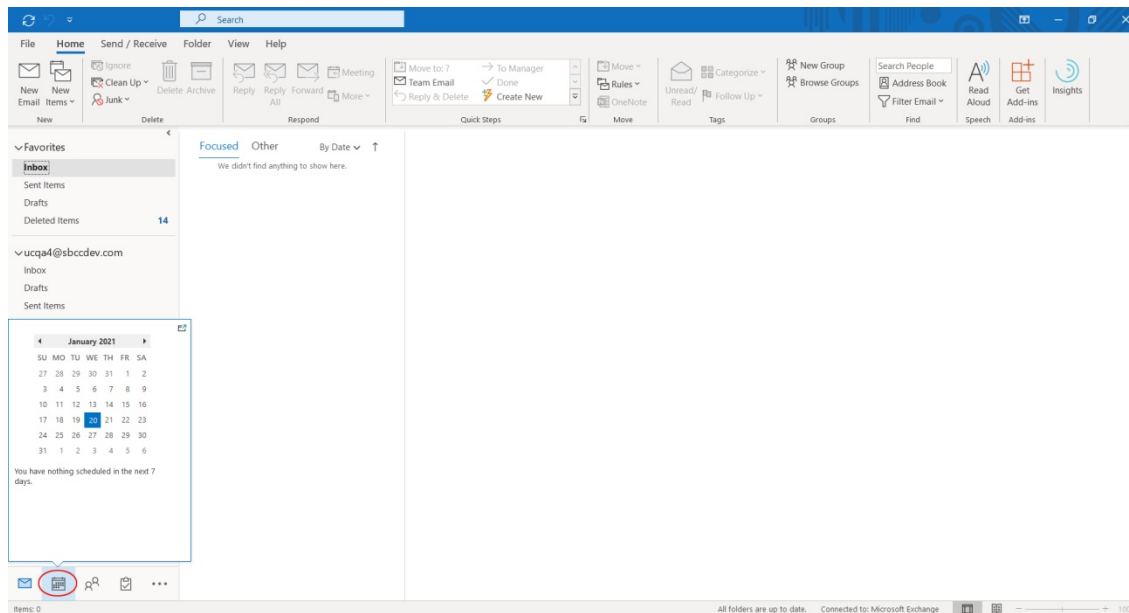 Search
File Home Send / Receive Folder View Help
New Email
New Items
Ignore
Clean Up
Junk
Delete
Archive
Reply
Reply All
Forward
Meeting
More
Move to: ?
Team Email
Reply & Delete
To Manager
Done
Create New
Move
Rules
OneNote
Unread/ Read
Categorize
Follow Up
New Group
Browse Groups
Search People
Address Book
Filter Email
Read Aloud
Get Add-ins
Insights
New Delete Respond Quick Steps Move Tags Groups Find Speech Add-ins
Favorites
Inbox
Sent Items
Drafts
Deleted Items 14
ucqa4@sbccdev.com
Inbox
Drafts
Sent Items
Focused Other By Date
We didn't find anything to show here.
January 2021
SU MO TU WE TH FR SA
27 28 29 30 31 1 2
3 4 5 6 7 8 9
10 11 12 13 14 15 16
17 18 19 20 21 22 23
24 25 26 27 28 29 30
31 1 2 3 4 5 6
You have nothing scheduled in the next 7
days.
Items: 0 All folders are up to date. Connected to: Microsoft Exchange